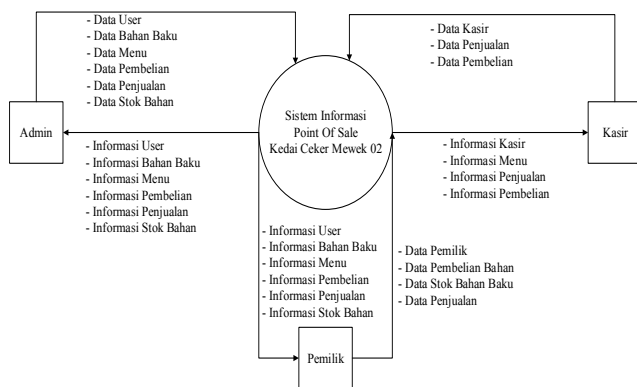 - Data User
- Data Bahan Baku
- Data Menu
- Data Pembelian
- Data Penjualan
- Data Stok Bahan
- Data Kasir
- Data Penjualan
- Data Pembelian
Admin
Sistem Informasi
Point Of Sale
Kedai Ceker Mewek 02
Kasir
- Informasi User
- Informasi Bahan Baku
- Informasi Menu
- Informasi Pembelian
- Informasi Penjualan
- Informasi Stok Bahan
- Informasi Kasir
- Informasi Menu
- Informasi Penjualan
- Informasi Pembelian
- Informasi User
- Informasi Bahan Baku
- Informasi Menu
- Informasi Pembelian
- Informasi Penjualan
- Informasi Stok Bahan
- Data Pemilik
- Data Pembelian Bahan
- Data Stok Bahan Baku
- Data Penjualan
Pemilik